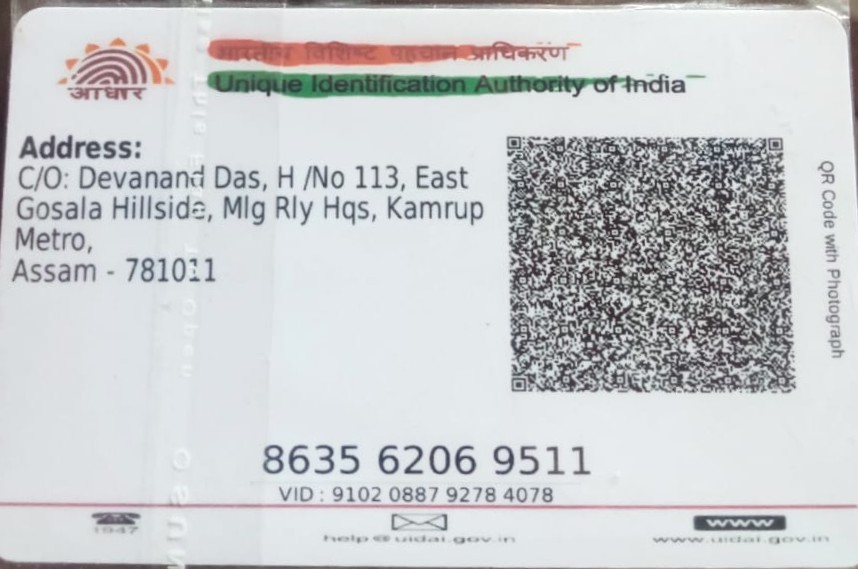 भारतीय विशिष्ट पहचान प्राधिकरण
Unique Identification Authority of India
आधार
Address:
C/O: Devanand Das, H /No 113, East
Gosala Hillside, Mlg Rly Hqs, Kamrup
Metro,
Assam - 781011
QR Code with Photograph
8635 6206 9511
VID : 9102 0887 9278 4078
1947
help@uidai.gov.in
www
www.uidai.gov.in